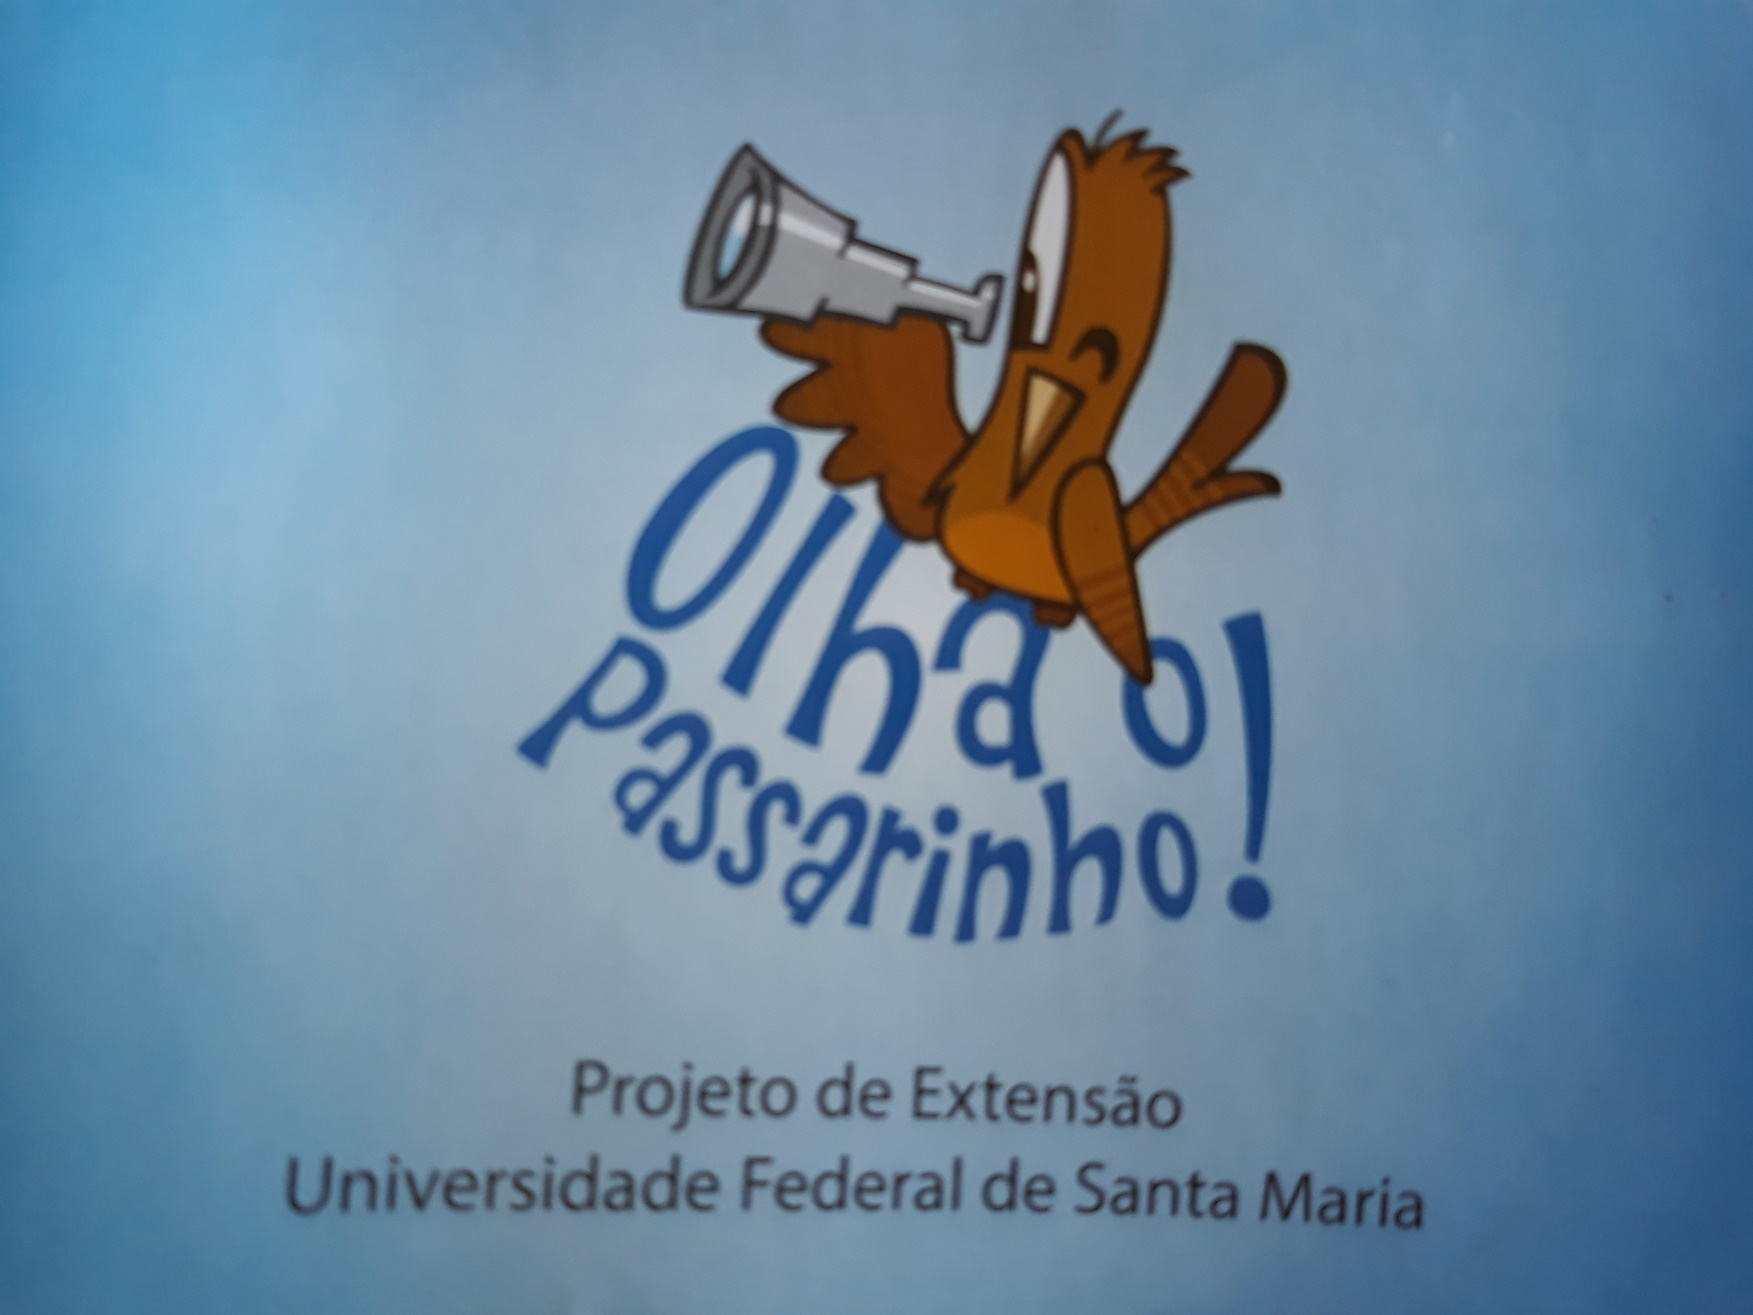 Olha o
Passarinho!
Projeto de Extensão
Universidade Federal de Santa Maria